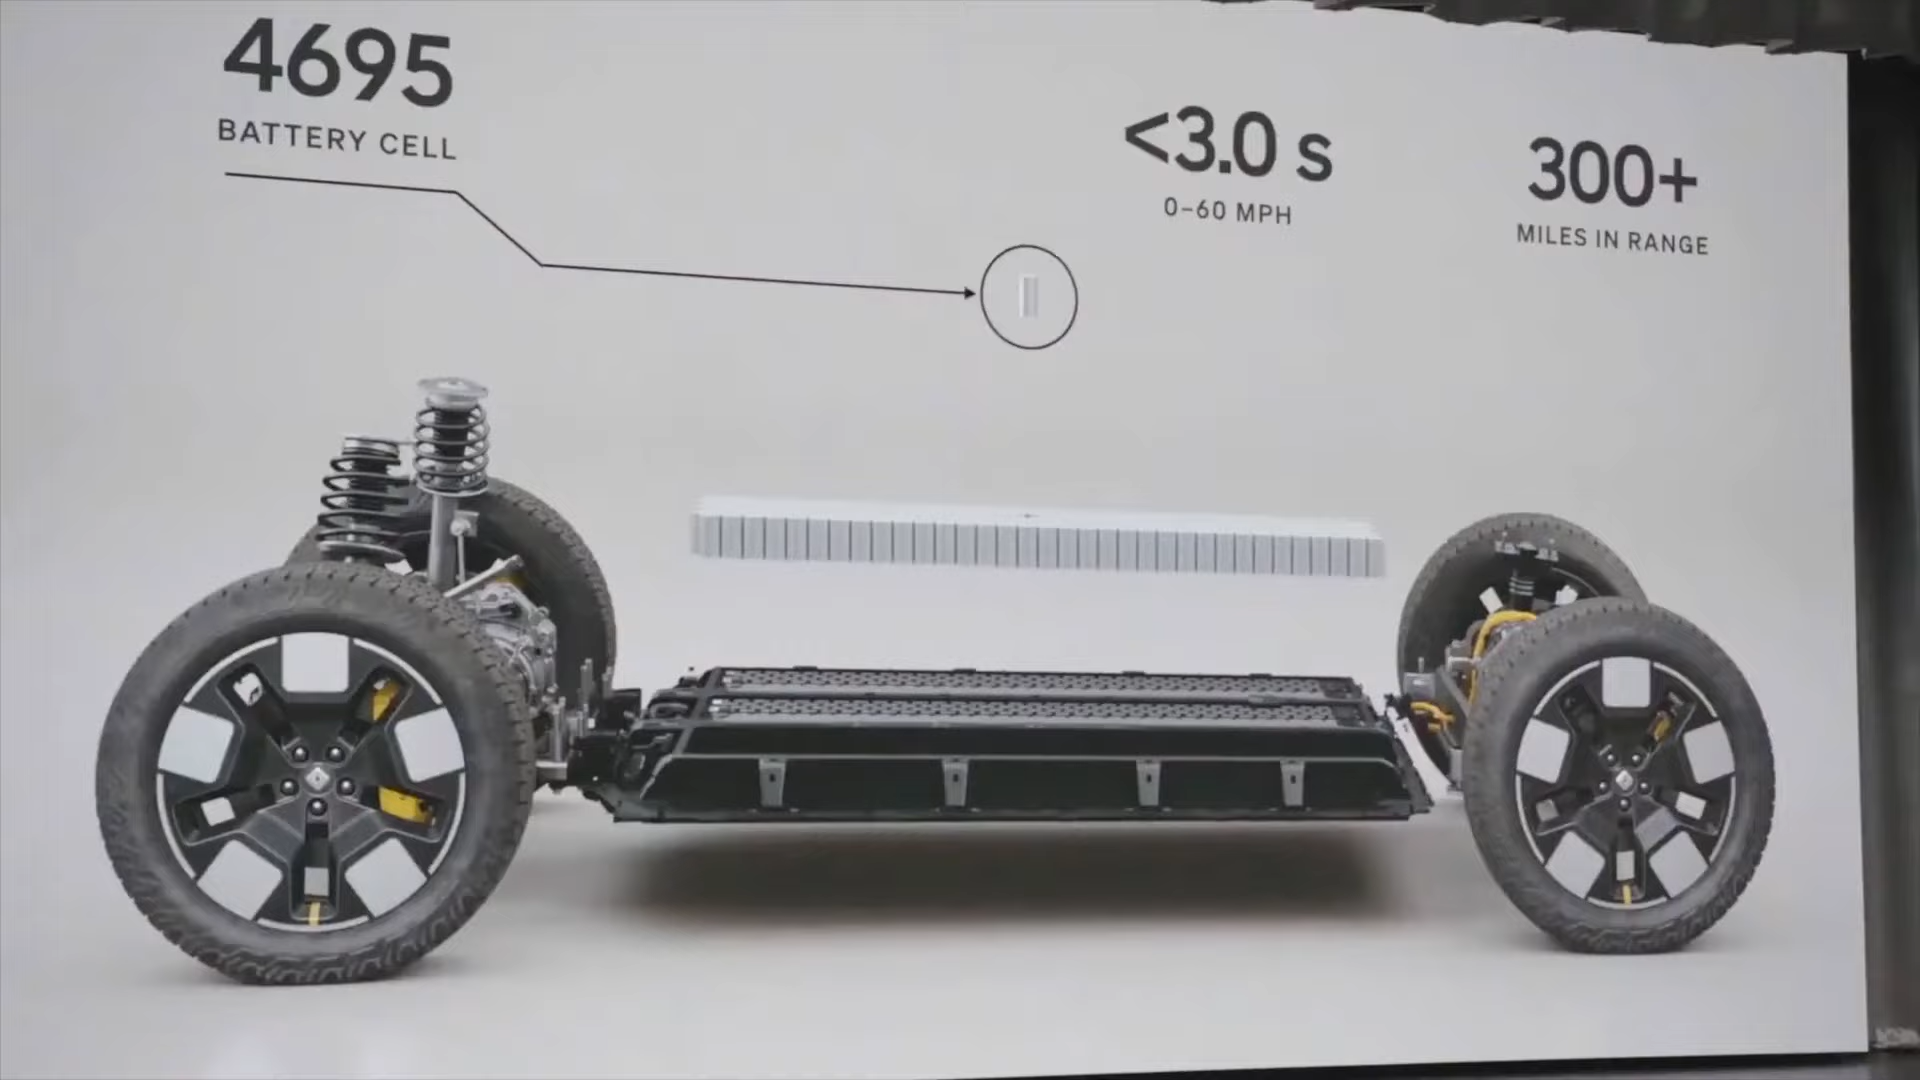 4695
BATTERY CELL
<3.0 s
0-60 MPH
300+
MILES IN RANGE